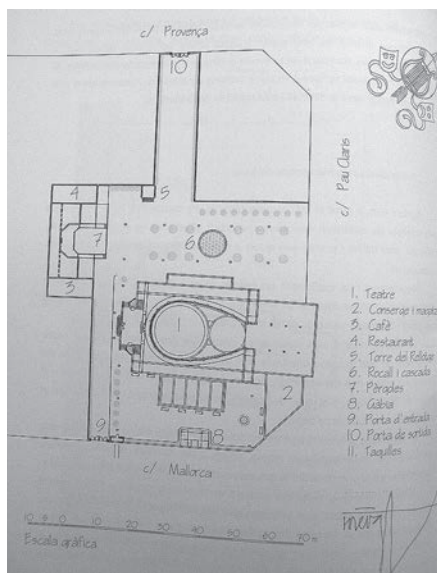 c/ Provença
10
c/ Pau Claris
4
5
7
6
3
1
2
8
9
11
c/ Mallorca
1. Teatre
2. Conserge i
3. Cafè
4. Restaurant
5. Torre del Rellotge
6. Rocall i cascada
7. Pèrgoles
8. Gàbia
9. Porta d'entrada
10. Porta de sortida
11. Taquilles
10 5 0 10 20 30 40 50 60 70 m
Escala gràfica